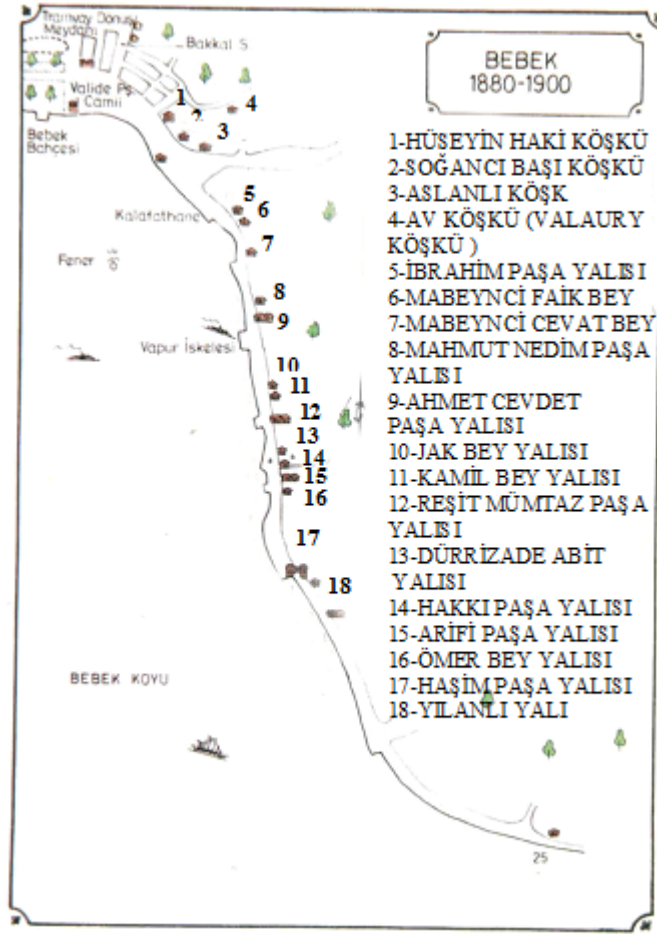 Tramvay Dönüş
Meydanı
Bakkal S.
Valide Pş.
Camii
Bebek
Bahçesi
1
2
3
4
Kalafathane
5
6
7
Fener
8
9
Vapur İskelesi
10
11
12
13
14
15
16
17
18
BEBEK KOYU
25
BEBEK
1880-1900
1-HÜSEYİN HAKİ KÖŞKÜ
2-SOĞANCI BAŞI KÖŞKÜ
3-ASLANLI KÖŞK
4-AV KÖŞKÜ (VALAURY
KÖŞKÜ )
5-İBRAHİM PAŞA YALISI
6-MABEYNCİ FAİK BEY
7-MABEYNCİ CEVAT BEY
8-MAHMUT NEDİM PAŞA
YALISI
9-AHMET CEVDET
PAŞA YALISI
10-JAK BEY YALISI
11-KAMİL BEY YALISI
12-REŞİT MÜMTAZ PAŞA
YALISI
13-DÜRRİZADE ABİT
YALISI
14-HAKKI PAŞA YALISI
15-ARİFİ PAŞA YALISI
16-ÖMER BEY YALISI
17-HAŞİM PAŞA YALISI
18-YILANLI YALI